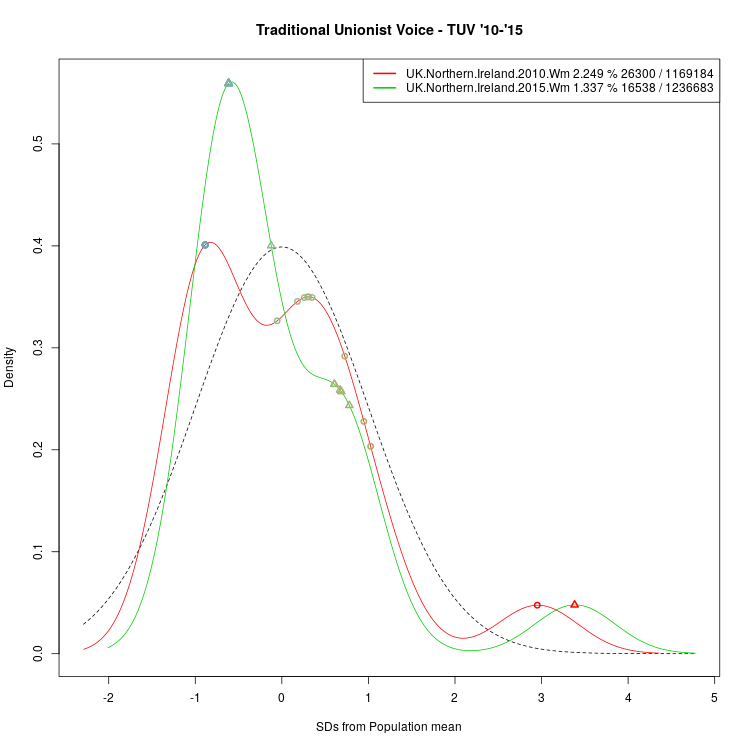 Traditional Unionist Voice - TUV '10-'15
UK.Northern.Ireland.2010.Wm 2.249 % 26300 / 1169184
UK.Northern.Ireland.2015.Wm 1.337 % 16538 / 1236683
Density
0.5
0.4
0.3
0.2
0.1
0.0
-2 -1 0 1 2 3 4 5
SDs from Population mean